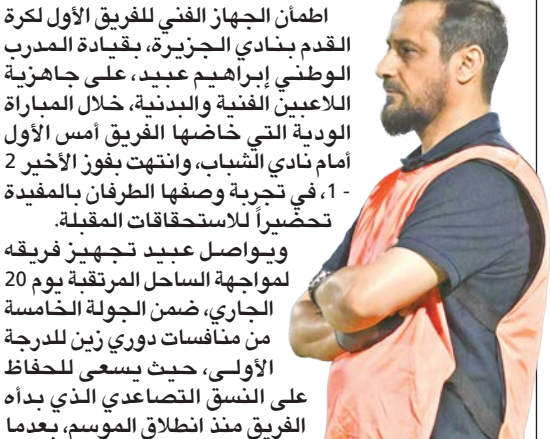 اطمأن الجهاز الفني للفريق الأول لكرة
القدم بنادي الجزيرة، بقيادة المدرب
الوطني إبراهيم عبيد، على جاهزية
اللاعبين الفنية والبدنية، خلال المباراة
الودية التي خاضها الفريق أمس الأول
أمام نادي الشباب، وانتهت بفوز الأخير 2
- 1، في تجربة وصفها الطرفان بالمفيدة
تحضيراً للاستحقاقات المقبلة.
ويواصل عبيد تجهيز فريقه
لمواجهة الساحل المرتقبة يوم 20
الجاري، ضمن الجولة الخامسة
من منافسات دوري زين للدرجة
الأولى، حيث يسعى للحفاظ
على النسق التصاعدي الذي بدأه
الفريق منذ انطلاق الموسم، بعدما